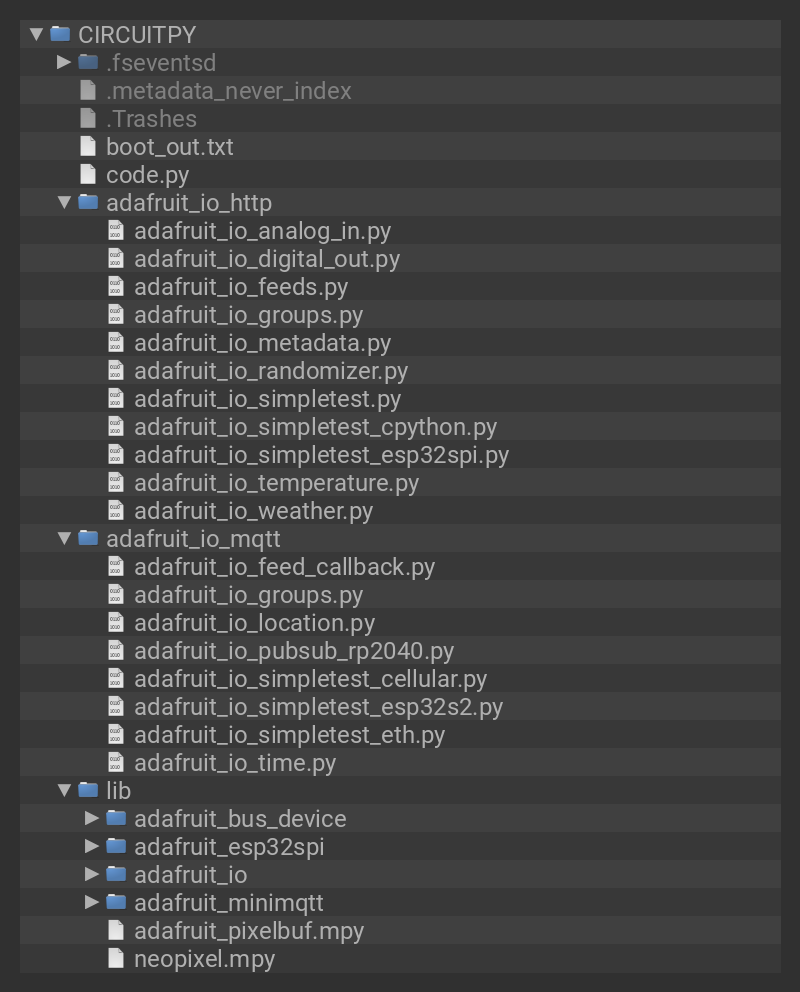 CIRCUITPY
.fseventsd
.metadata_never_index
.Trashes
boot_out.txt
code.py
adafruit_io_http
adafruit_io_analog_in.py
adafruit_io_digital_out.py
adafruit_io_feeds.py
adafruit_io_groups.py
adafruit_io_metadata.py
adafruit_io_randomizer.py
adafruit_io_simpletest.py
adafruit_io_simpletest_cpython.py
adafruit_io_simpletest_esp32spi.py
adafruit_io_temperature.py
adafruit_io_weather.py
adafruit_io_mqtt
adafruit_io_feed_callback.py
adafruit_io_groups.py
adafruit_io_location.py
adafruit_io_pubsub_rp2040.py
adafruit_io_simpletest_cellular.py
adafruit_io_simpletest_esp32s2.py
adafruit_io_simpletest_eth.py
adafruit_io_time.py
lib
adafruit_bus_device
adafruit_esp32spi
adafruit_io
adafruit_minimqtt
adafruit_pixelbuf.mpy
neopixel.mpy